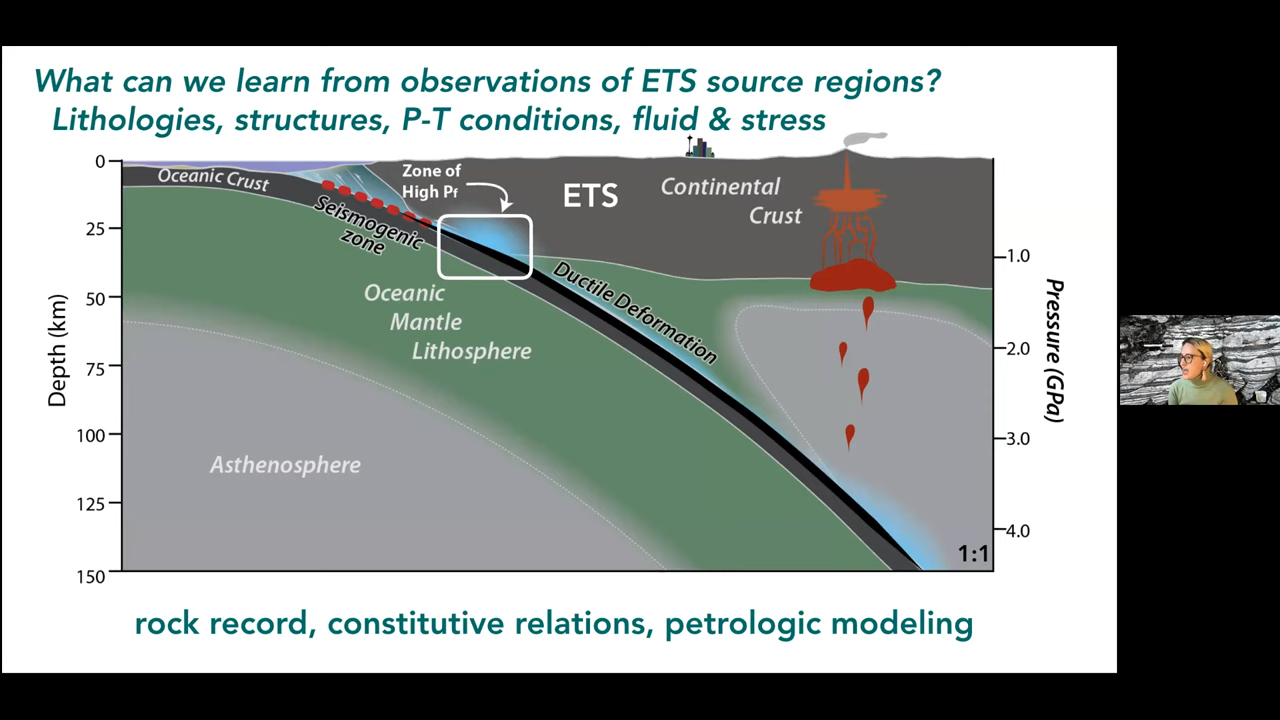 What can we learn from observations of ETS source regions?
Lithologies, structures, P-T conditions, fluid & stress
0
25
50
75
100
125
150
Depth (km)
Oceanic Crust
Seismogenic
zone
Zone of
High Pf
ETS
Continental
Crust
Oceanic
Mantle
Lithosphere
Ductile Deformation
Asthenosphere
1.0
2.0
3.0
4.0
Pressure (GPa)
1:1
rock record, constitutive relations, petrologic modeling